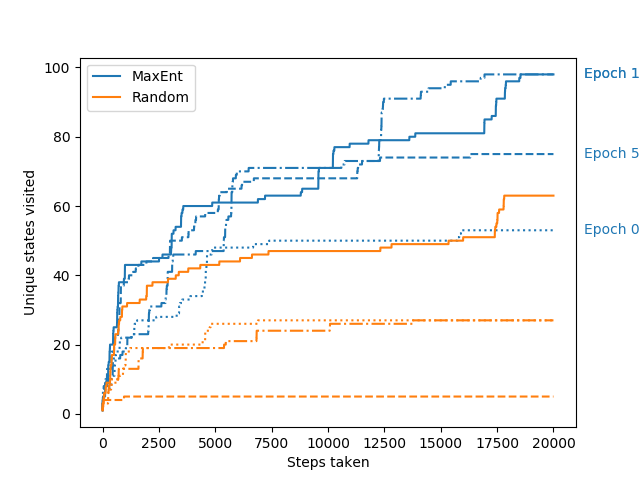 MaxEnt
Random
Epoch 1
Epoch 5
Epoch 0
Unique states visited
100
80
60
40
20
0
0 2500 5000 7500 10000 12500 15000 17500 20000
Steps taken